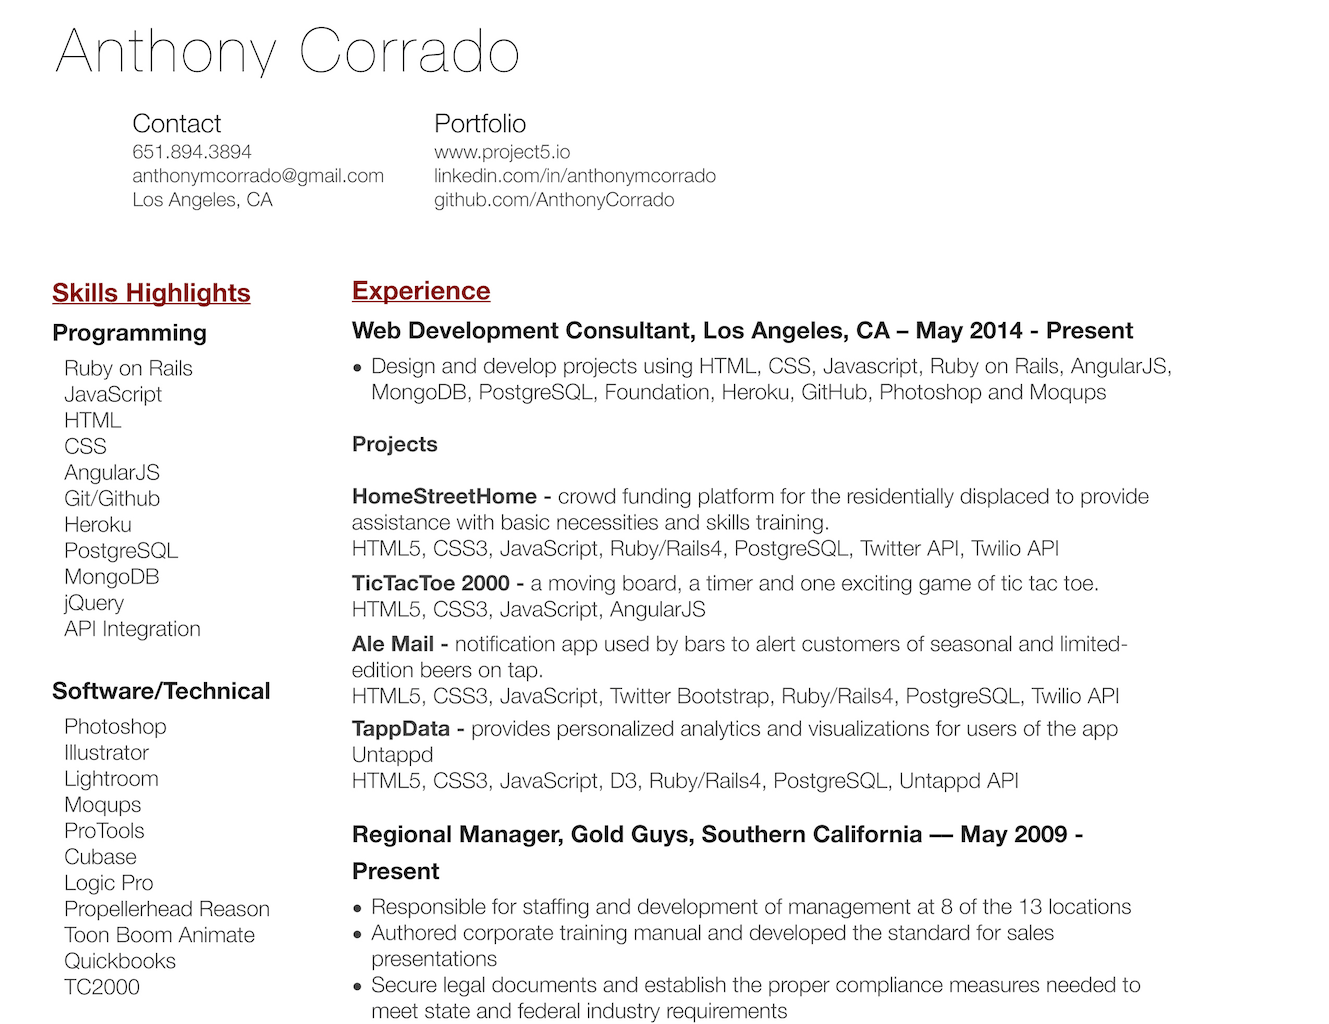 Anthony Corrado
Contact
651.894.3894
anthonymcorrado@gmail.com
Los Angeles, CA
Portfolio
www.project5.io
linkedin.com/in/anthonymcorrado
github.com/AnthonyCorrado
Skills Highlights
Programming
Ruby on Rails
JavaScript
HTML
CSS
AngularJS
Git/Github
Heroku
PostgreSQL
MongoDB
jQuery
API Integration
Software/Technical
Photoshop
Illustrator
Lightroom
Moqups
ProTools
Cubase
Logic Pro
Propellerhead Reason
Toon Boom Animate
Quickbooks
TC2000
Experience
Web Development Consultant, Los Angeles, CA – May 2014 - Present
• Design and develop projects using HTML, CSS, Javascript, Ruby on Rails, AngularJS,
MongoDB, PostgreSQL, Foundation, Heroku, GitHub, Photoshop and Moqups
Projects
HomeStreetHome - crowd funding platform for the residentially displaced to provide
assistance with basic necessities and skills training.
HTML5, CSS3, JavaScript, Ruby/Rails4, PostgreSQL, Twitter API, Twilio API
TicTacToe 2000 - a moving board, a timer and one exciting game of tic tac toe.
HTML5, CSS3, JavaScript, AngularJS
Ale Mail - notification app used by bars to alert customers of seasonal and limited-
edition beers on tap.
HTML5, CSS3, JavaScript, Twitter Bootstrap, Ruby/Rails4, PostgreSQL, Twilio API
TappData - provides personalized analytics and visualizations for users of the app
Untappd
HTML5, CSS3, JavaScript, D3, Ruby/Rails4, PostgreSQL, Untappd API
Regional Manager, Gold Guys, Southern California — May 2009 -
Present
• Responsible for staffing and development of management at 8 of the 13 locations
• Authored corporate training manual and developed the standard for sales
presentations
• Secure legal documents and establish the proper compliance measures needed to
meet state and federal industry requirements